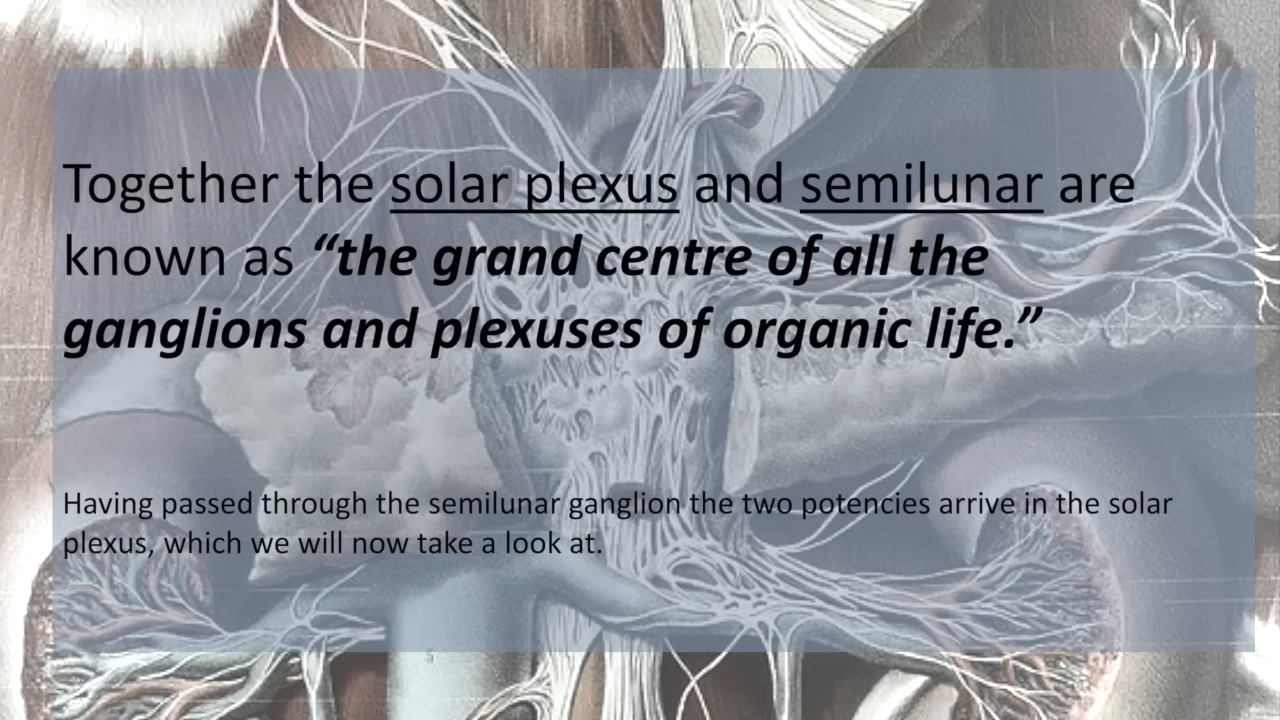 Together the solar plexus and semilunar are
known as “the grand centre of all the
ganglions and plexuses of organic life.”
Having passed through the semilunar ganglion the two potencies arrive in the solar
plexus, which we will now take a look at.